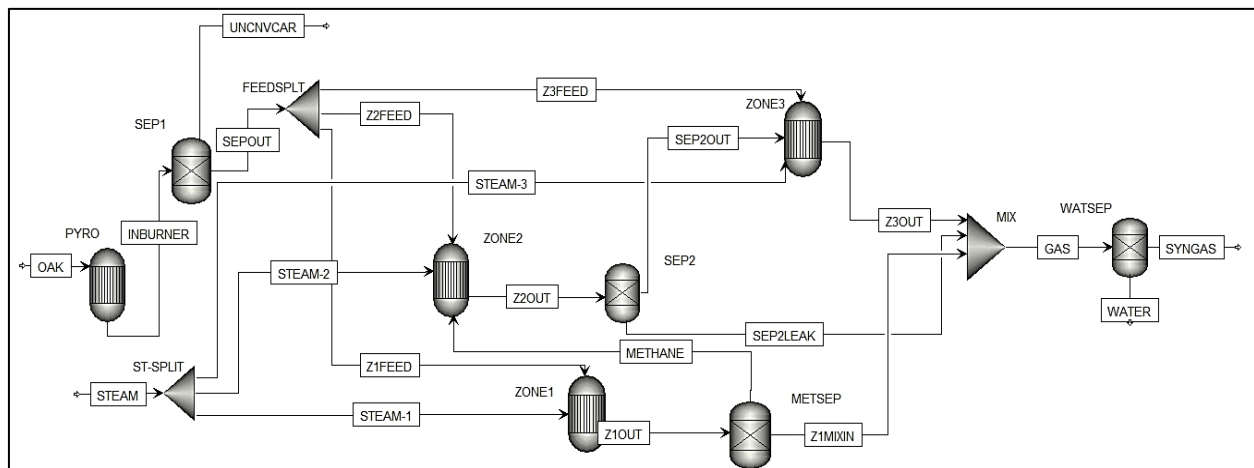 UNCNVCAR
FEEDSPLT
Z3FEED
ZONE3
Z2FEED
SEP1
SEPOUT
SEP2OUT
STEAM-3
PYRO
INBURNER
ZONE2
Z3OUT
MIX
WATSEP
OAK
STEAM-2
SEP2
GAS
SYNGAS
Z2OUT
WATER
SEP2LEAK
METHANE
ST-SPLIT
Z1FEED
ZONE1
METSEP
STEAM
STEAM-1
Z1OUT
Z1MIXIN